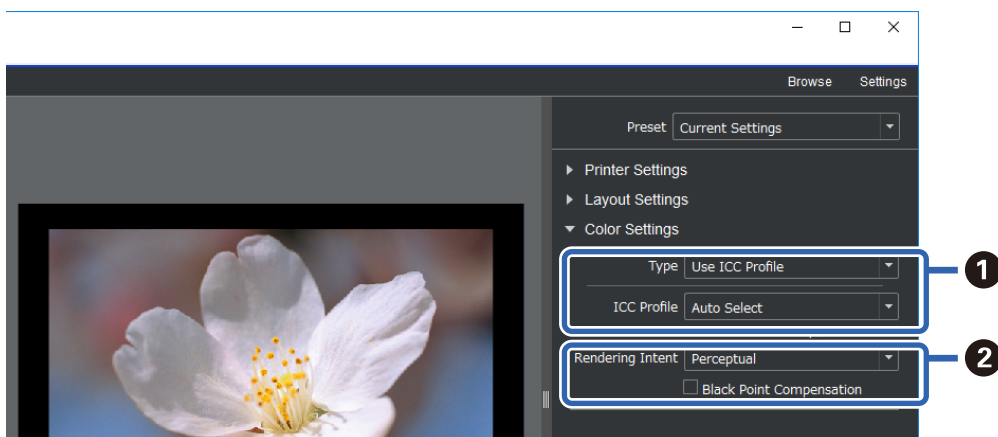 Browse Settings
Preset Current Settings
Printer Settings
Layout Settings
Color Settings
Type Use ICC Profile
1
ICC Profile Auto Select
Rendering Intent Perceptual
2
Black Point Compensation